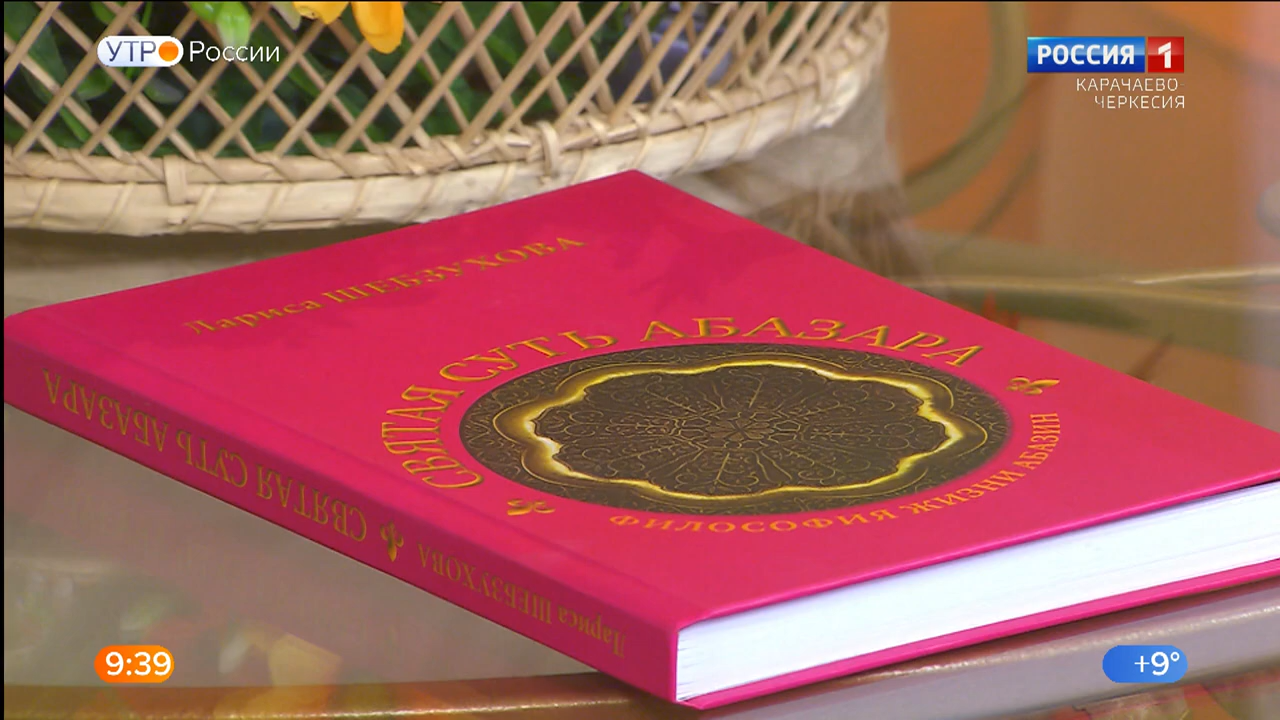 УТРО России
РОССИЯ 1
КАРАЧАЕВО-
ЧЕРКЕСИЯ
Лариса ШЕБЗУХОВА
СВЯТАЯ СУТЬ АБАЗАРА
ФИЛОСОФИЯ ЖИЗНИ АБАЗИН
Лариса ШЕБЗУХОВА СВЯТАЯ СУТЬ АБАЗАРА
9:39
+9°